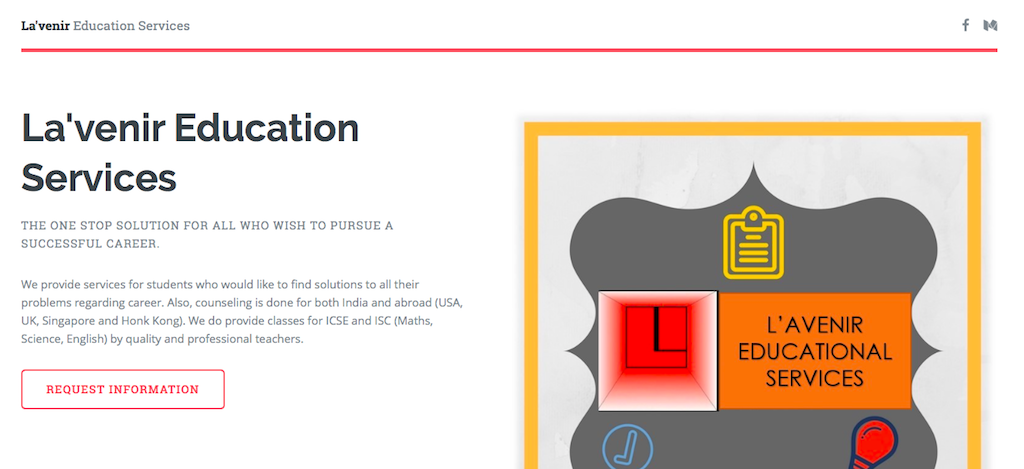 La'venir Education Services
La'venir Education
Services
THE ONE STOP SOLUTION FOR ALL WHO WISH TO PURSUE A
SUCCESSFUL CAREER.
We provide services for students who would like to find solutions to all their
problems regarding career. Also, counseling is done for both India and abroad (USA,
UK, Singapore and Honk Kong). We do provide classes for ICSE and ISC (Maths,
Science, English) by quality and professional teachers.
REQUEST INFORMATION
L
L'AVENIR
EDUCATIONAL
SERVICES